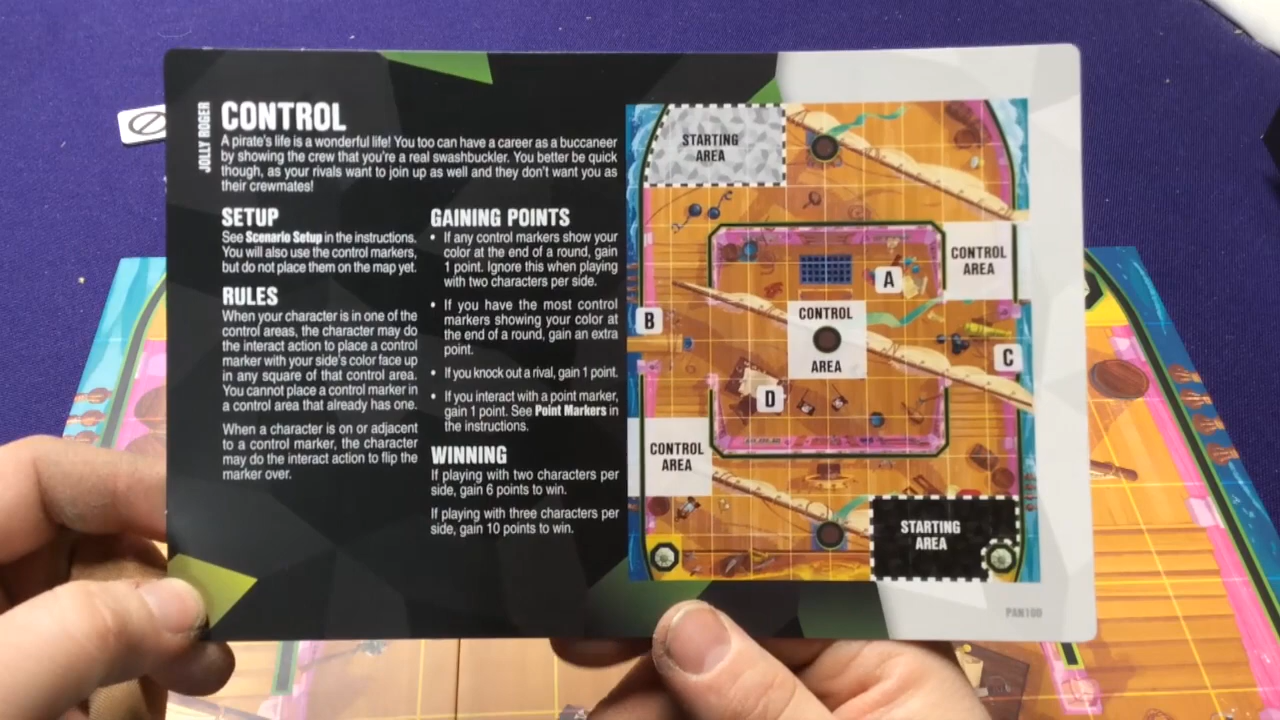 JOLLY ROGER
CONTROL
A pirate's life is a wonderful life! You too can have a career as a buccaneer
by showing the crew that you're a real swashbuckler. You better be quick
though, as your rivals want to join up as well and they don't want you as
their crewmates!
SETUP
See Scenario Setup in the instructions.
You will also use the control markers,
but do not place them on the map yet.
RULES
When your character is in one of the
control areas, the character may do
the interact action to place a control
marker with your side's color face up
in any square of that control area.
You cannot place a control marker in
a control area that already has one.
When a character is on or adjacent
to a control marker, the character
may do the interact action to flip the
marker over.
GAINING POINTS
• If any control markers show your
color at the end of a round, gain
1 point. Ignore this when playing
with two characters per side.
• If you have the most control
markers showing your color at
the end of a round, gain an extra
point.
• If you knock out a rival, gain 1 point.
• If you interact with a point marker,
gain 1 point. See Point Markers in
the instructions.
WINNING
If playing with two characters per
side, gain 6 points to win.
If playing with three characters per
side, gain 10 points to win.
STARTING
AREA
CONTROL
AREA
A
B
CONTROL
AREA
C
D
CONTROL
AREA
STARTING
AREA
PAN100